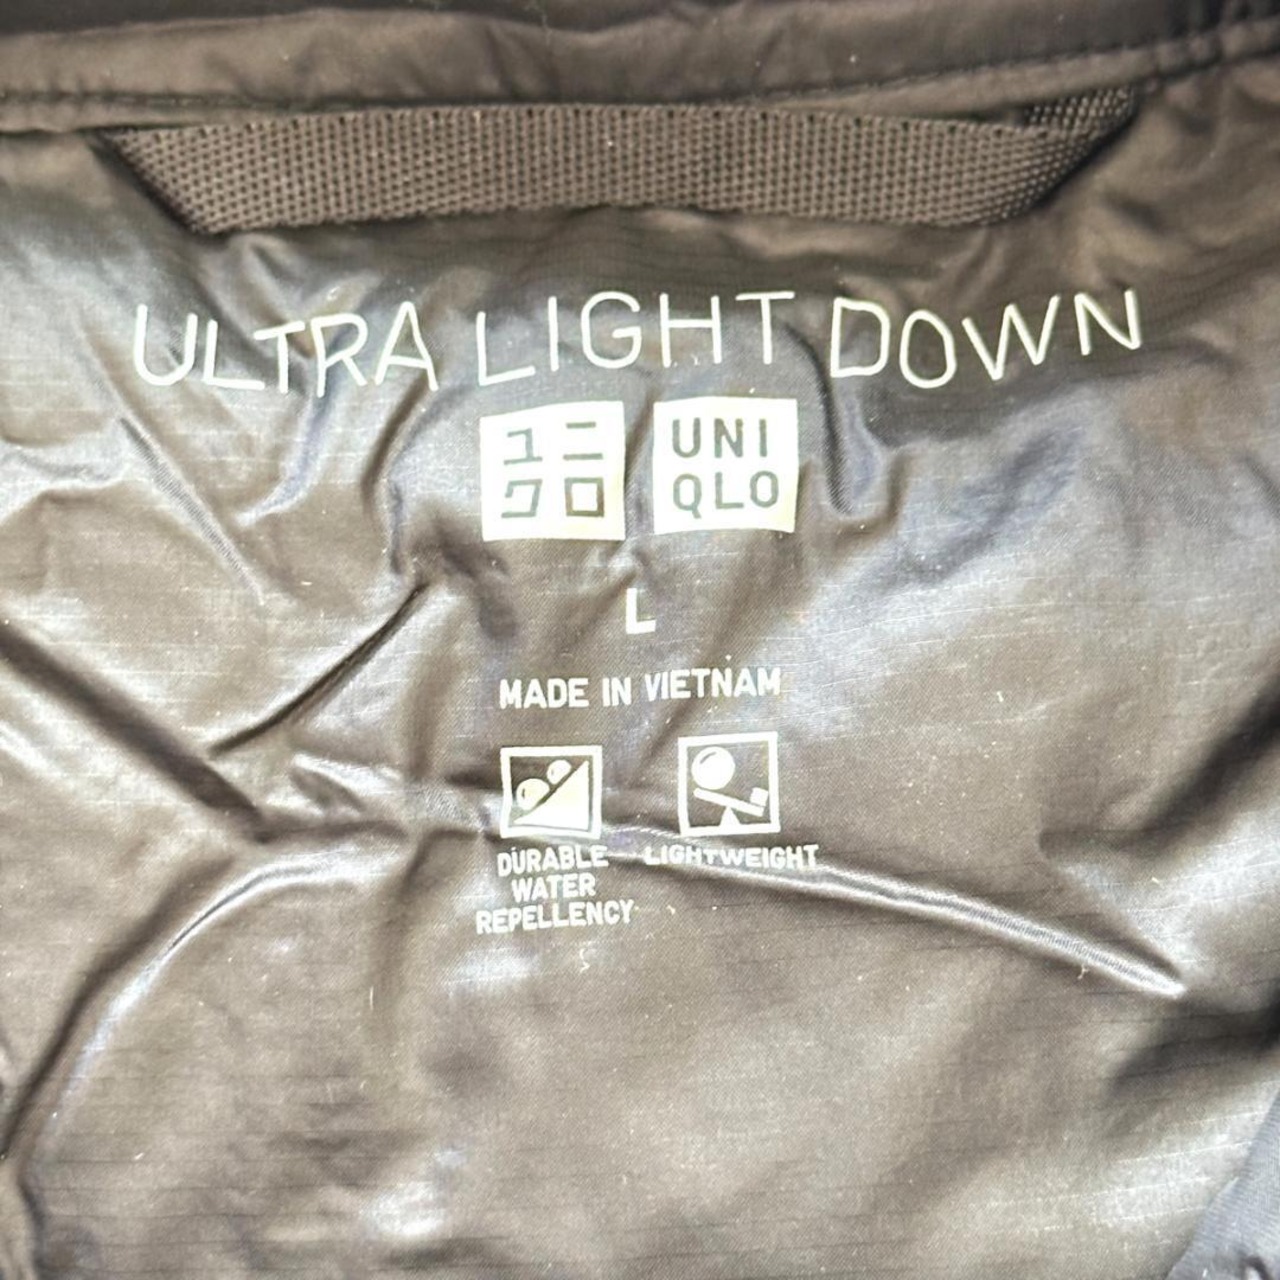 ULTRA LIGHT DOWN
ユニ UNI
クロ QLO
L
MADE IN VIETNAM
DURABLE LIGHTWEIGHT
WATER
REPELLENCY